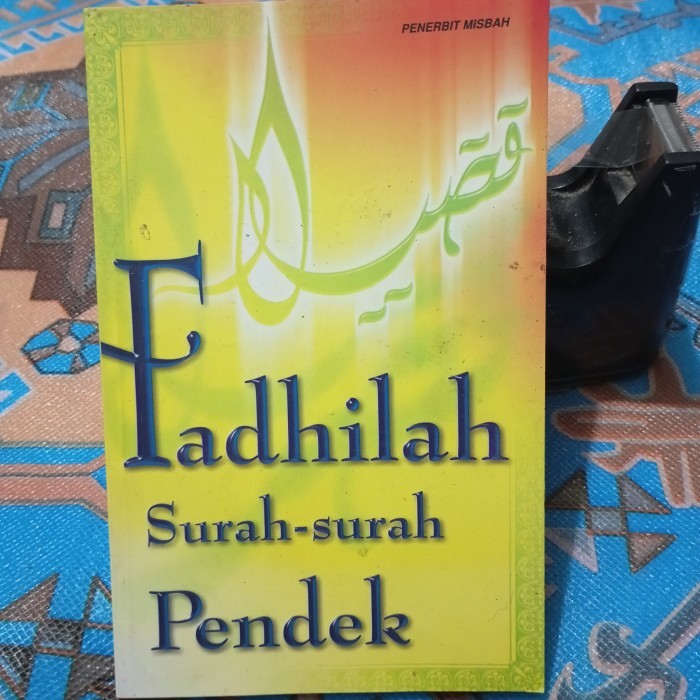 PENERBIT MISBAH
Fadhilah
Surah-surah
Pendek